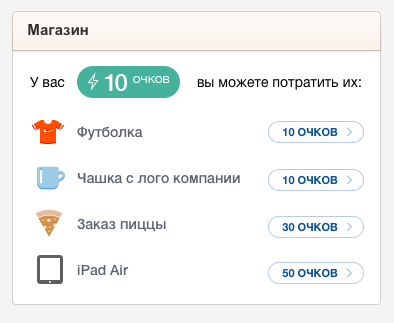 Магазин
У вас 10 очков вы можете потратить их:
Футболка 10 ОЧКОВ
Чашка с лого компании 10 ОЧКОВ
Заказ пиццы 30 ОЧКОВ
iPad Air 50 ОЧКОВ